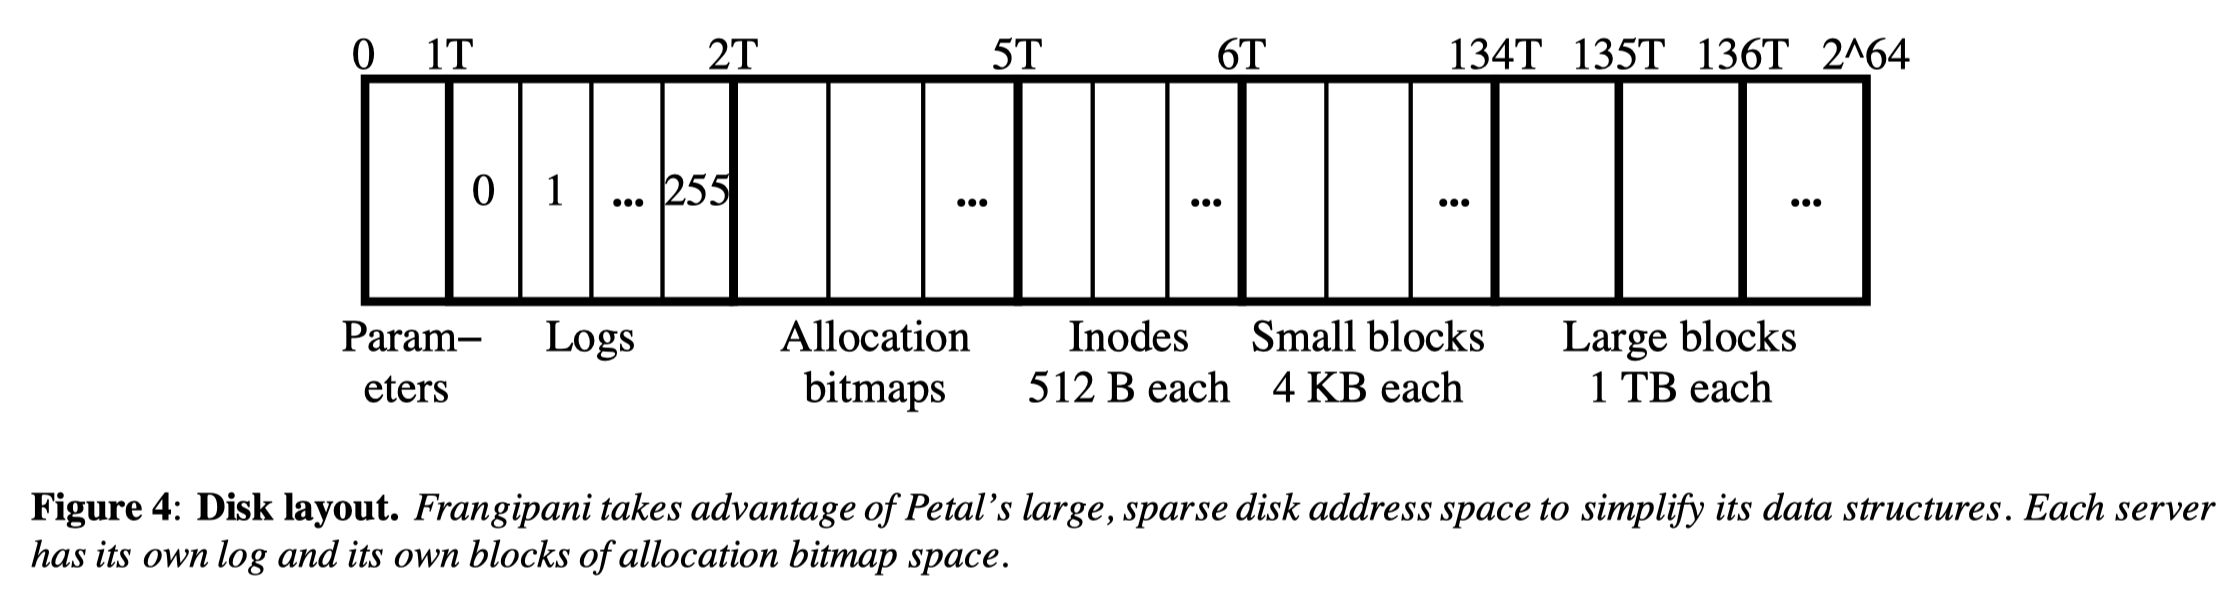 0 1T 2T 5T 6T 134T 135T 136T 2^64
0 1 ... 255 ... ... ... ...
Param– Logs Allocation Inodes Small blocks Large blocks
eters bitmaps 512 B each 4 KB each 1 TB each
Figure 4: Disk layout. Frangipani takes advantage of Petal’s large, sparse disk address space to simplify its data structures. Each server
has its own log and its own blocks of allocation bitmap space.